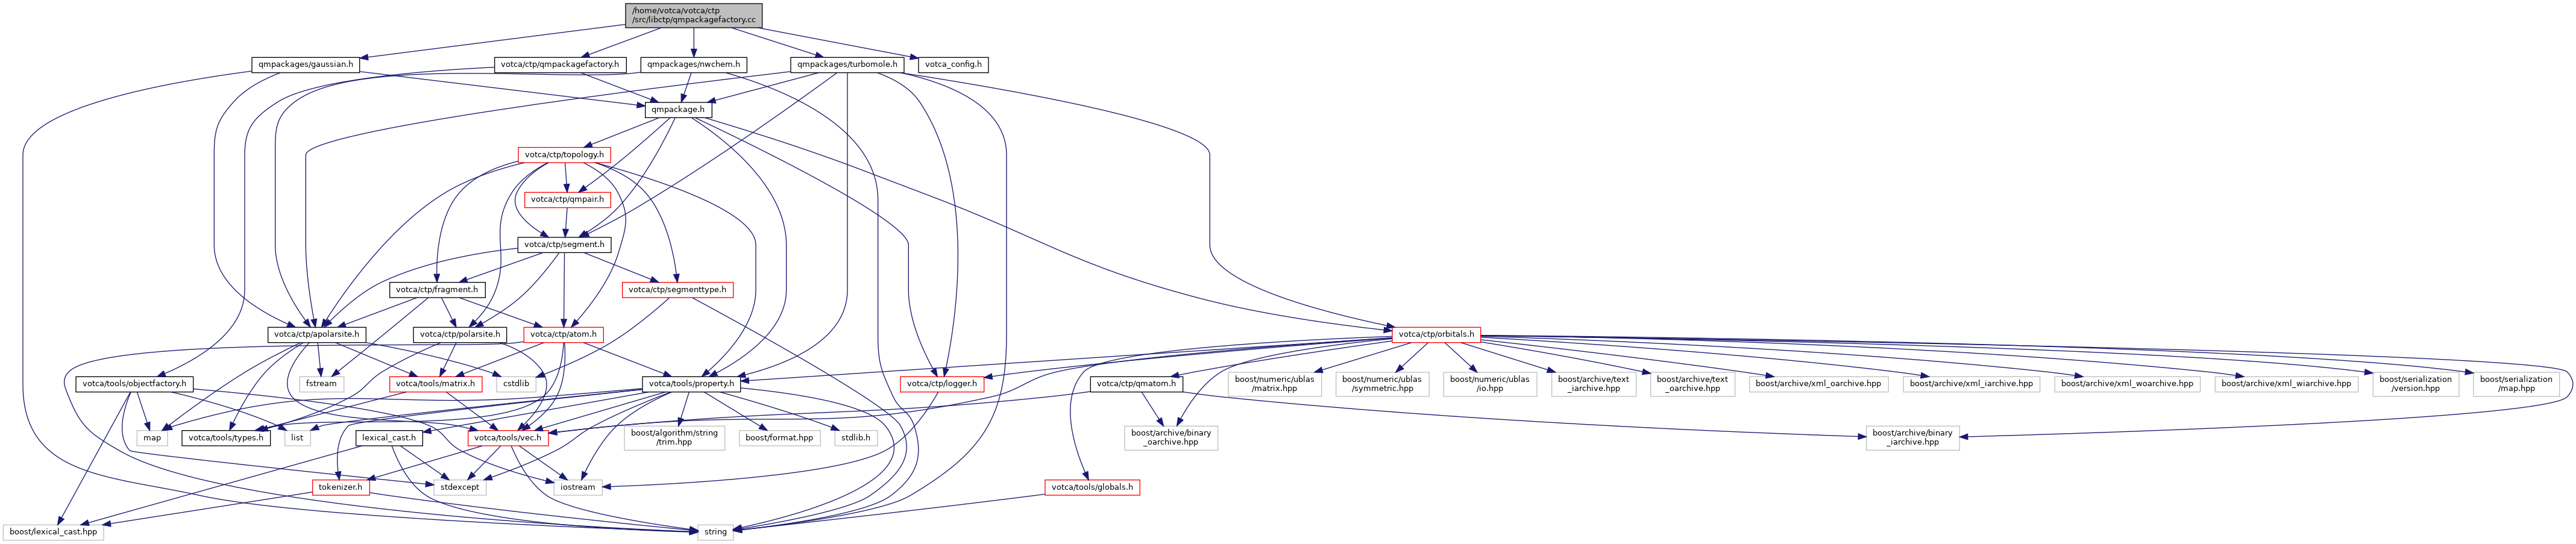 /home/votca/votca/ctp
/src/libctp/qmpackagefactory.cc
qmpackages/gaussian.h
votca/ctp/qmpackagefactory.h
qmpackages/nwchem.h
qmpackages/turbomole.h
votca_config.h
qmpackage.h
votca/ctp/topology.h
votca/ctp/qmpair.h
votca/ctp/segment.h
votca/ctp/fragment.h
votca/ctp/segmenttype.h
votca/ctp/apolarsite.h
votca/ctp/polarsite.h
votca/ctp/atom.h
votca/ctp/orbitals.h
votca/tools/objectfactory.h
fstream
votca/tools/matrix.h
cstdlib
votca/tools/property.h
votca/ctp/logger.h
votca/ctp/qmatom.h
boost/numeric/ublas
/matrix.hpp
boost/numeric/ublas
/symmetric.hpp
boost/numeric/ublas
/io.hpp
boost/archive/text
_iarchive.hpp
boost/archive/text
_oarchive.hpp
boost/archive/xml_oarchive.hpp
boost/archive/xml_iarchive.hpp
boost/archive/xml_woarchive.hpp
boost/archive/xml_wiarchive.hpp
boost/serialization
/version.hpp
boost/serialization
/map.hpp
map
votca/tools/types.h
list
lexical_cast.h
votca/tools/vec.h
boost/algorithm/string
/trim.hpp
boost/format.hpp
stdlib.h
boost/archive/binary
_oarchive.hpp
boost/archive/binary
_iarchive.hpp
tokenizer.h
stdexcept
iostream
votca/tools/globals.h
boost/lexical_cast.hpp
string